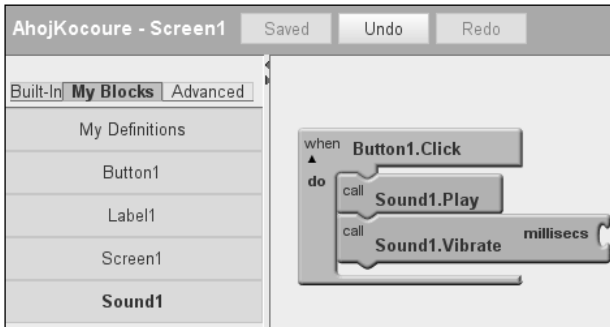 AhojKocoure - Screen1 Saved Undo Redo
Built-In My Blocks Advanced
My Definitions
Button1
Label1
Screen1
Sound1
when Button1.Click
do
call Sound1.Play
call Sound1.Vibrate millisecs